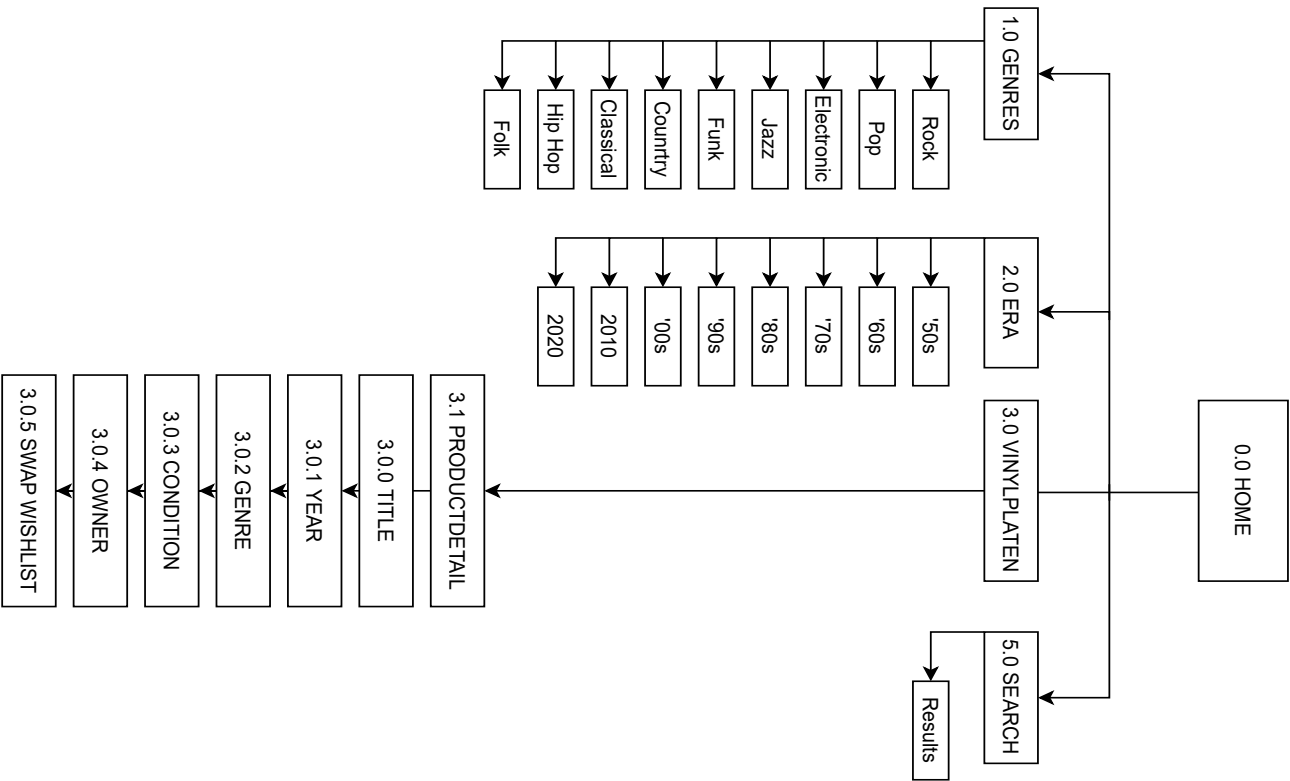 0.0 HOME
1.0 GENRES
Rock
Pop
Electronic
Jazz
Funk
Counrtry
Classical
Hip Hop
Folk
2.0 ERA
'50s
'60s
'70s
'80s
'90s
'00s
2010
2020
3.0 VINYLPLATEN
3.1 PRODUCTDETAIL
3.0.0 TITLE
3.0.1 YEAR
3.0.2 GENRE
3.0.3 CONDITION
3.0.4 OWNER
3.0.5 SWAP WISHLIST
5.0 SEARCH
Results